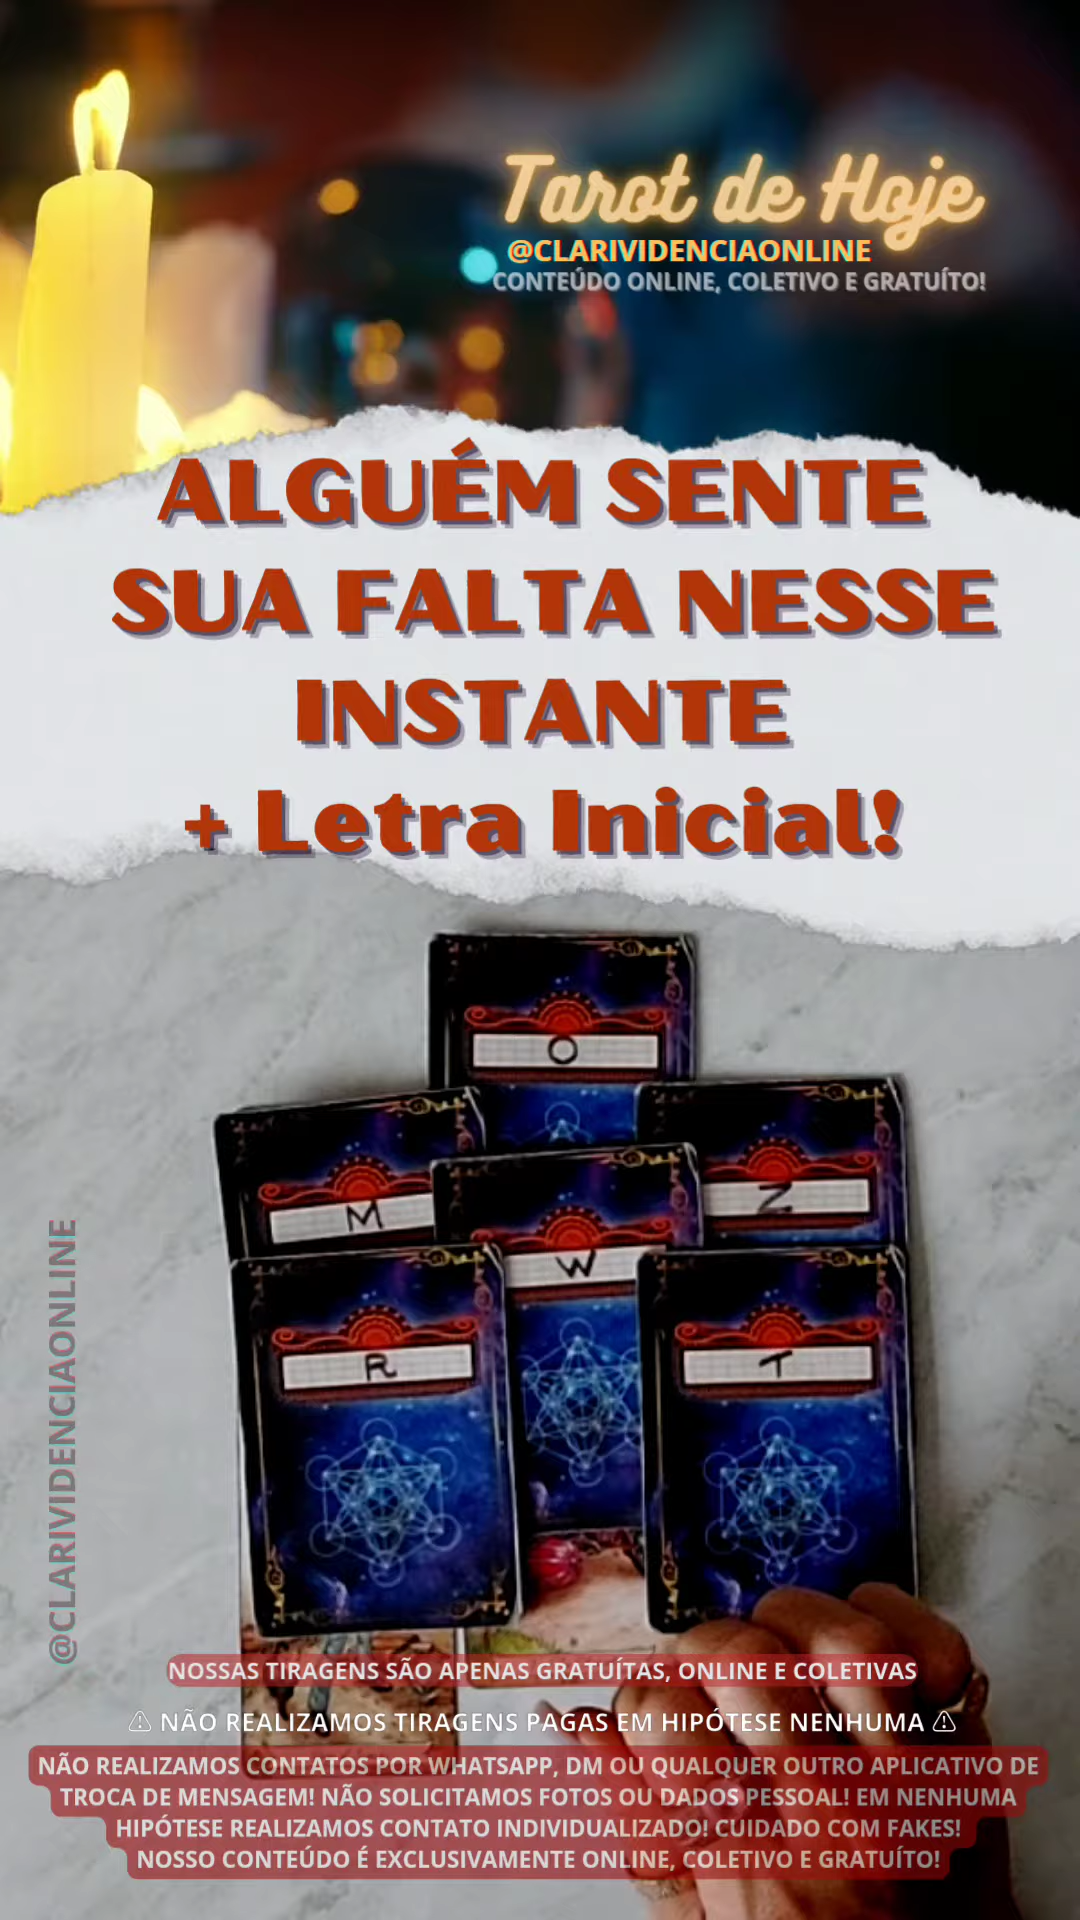 Tarot de Hoje
@CLARIVIDENCIAONLINE
CONTEÚDO ONLINE, COLETIVO E GRATUÍTO!
ALGUÉM SENTE
SUA FALTA NESSE
INSTANTE
+ Letra Inicial!
O
M
Z
W
R
T
@CLARIVIDENCIAONLINE
NOSSAS TIRAGENS SÃO APENAS GRATUÍTAS, ONLINE E COLETIVAS
⚠ NÃO REALIZAMOS TIRAGENS PAGAS EM HIPÓTESE NENHUMA ⚠
NÃO REALIZAMOS CONTATOS POR WHATSAPP, DM OU QUALQUER OUTRO APLICATIVO DE
TROCA DE MENSAGEM! NÃO SOLICITAMOS FOTOS OU DADOS PESSOAL! EM NENHUMA
HIPÓTESE REALIZAMOS CONTATO INDIVIDUALIZADO! CUIDADO COM FAKES!
NOSSO CONTEÚDO É EXCLUSIVAMENTE ONLINE, COLETIVO E GRATUÍTO!